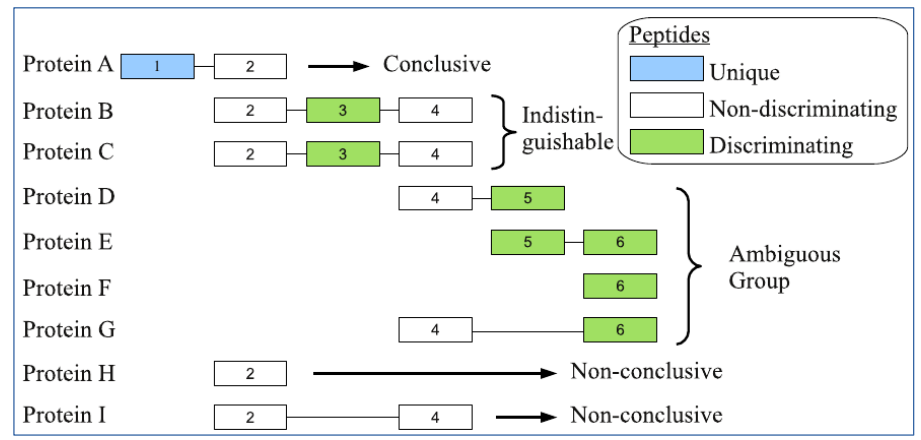 Protein A 1 2 Conclusive
Protein B 2 3 4
Protein C 2 3 4
Indistin-
guishable
Peptides
Unique
Non-discriminating
Discriminating
Protein D 4 5
Protein E 5 6
Protein F 6
Protein G 4 6
Ambiguous
Group
Protein H 2 Non-conclusive
Protein I 2 4 Non-conclusive